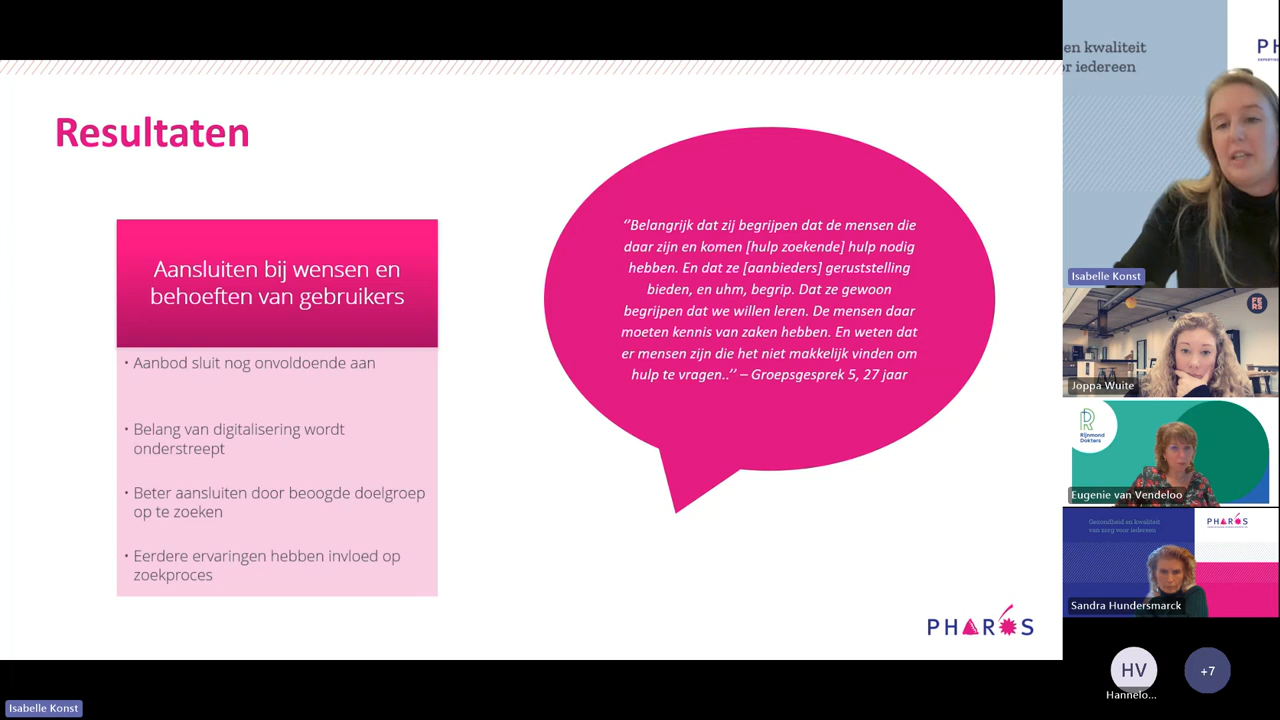 Resultaten
Aansluiten bij wensen en
behoeften van gebruikers
• Aanbod sluit nog onvoldoende aan
• Belang van digitalisering wordt
onderstreept
• Beter aansluiten door beoogde doelgroep
op te zoeken
• Eerdere ervaringen hebben invloed op
zoekproces
‘’Belangrijk dat zij begrijpen dat de mensen die
daar zijn en komen [hulp zoekende] hulp nodig
hebben. En dat ze [aanbieders] geruststelling
bieden, en uhm, begrip. Dat ze gewoon
begrijpen dat we willen leren. De mensen daar
moeten kennis van zaken hebben. En weten dat
er mensen zijn die het niet makkelijk vinden om
hulp te vragen..’’ – Groepsgesprek 5, 27 jaar
PHAROS
Isabelle Konst
en kwaliteit
or iedereen
PH
Isabelle Konst
FE
RS
Joppa Wuite
Rijnmond
Dokters
Eugenie van Vendeloo
Gezondheid en kwaliteit
van zorg voor iedereen
PHAROS
Sandra Hundersmarck
HV
Hannelo...
+7